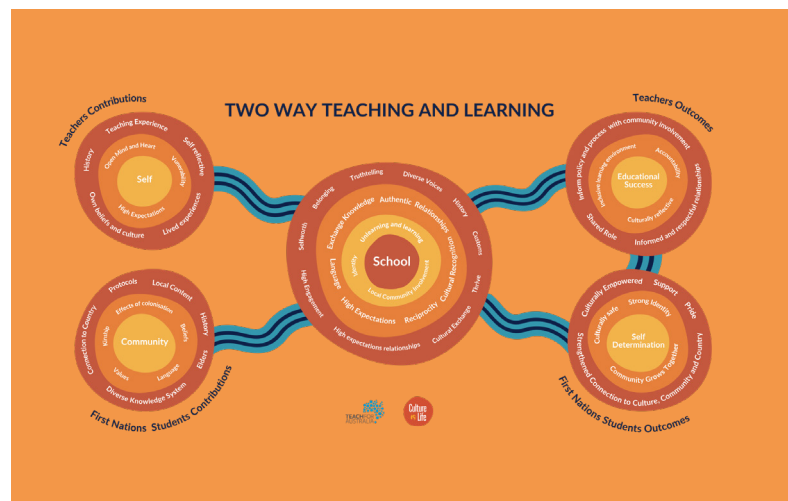 TWO WAY TEACHING AND LEARNING
Teachers Contributions
History
Teaching Experience
Self reflective
Lived experiences
Own beliefs and culture
Open Mind and Heart
Vulnerability
High Expectations
Self
First Nations Students Contributions
Connection to Country
Protocols
Local Content
History
Elders
Diverse Knowledge System
Effects of colonisation
Beliefs
Language
Values
Kinship
Community
Selfworth
Belonging
Truthtelling
Diverse Voices
History
Customs
Thrive
Cultural Exchange
High expectations relationships
High Engagement
Exchange Knowledge
Authentic Relationships
Cultural Recognition
Reciprocity
High Expectations
Language
Unlearning and learning
Local Community Involvement
Identity
School
Teachers Outcomes
Inform policy and process with community involvement
Informed and respectful relationships
Shared Role
Inclusive learning environment
Accountability
Culturally reflective
Educational
Success
First Nations Students Outcomes
Culturally Empowered
Support
Pride
Strengthened Connection to Culture, Community and Country
Culturally safe
Strong Identity
Community Grows Together
Self
Determination
TEACH FOR
AUSTRALIA
Culture
is Life